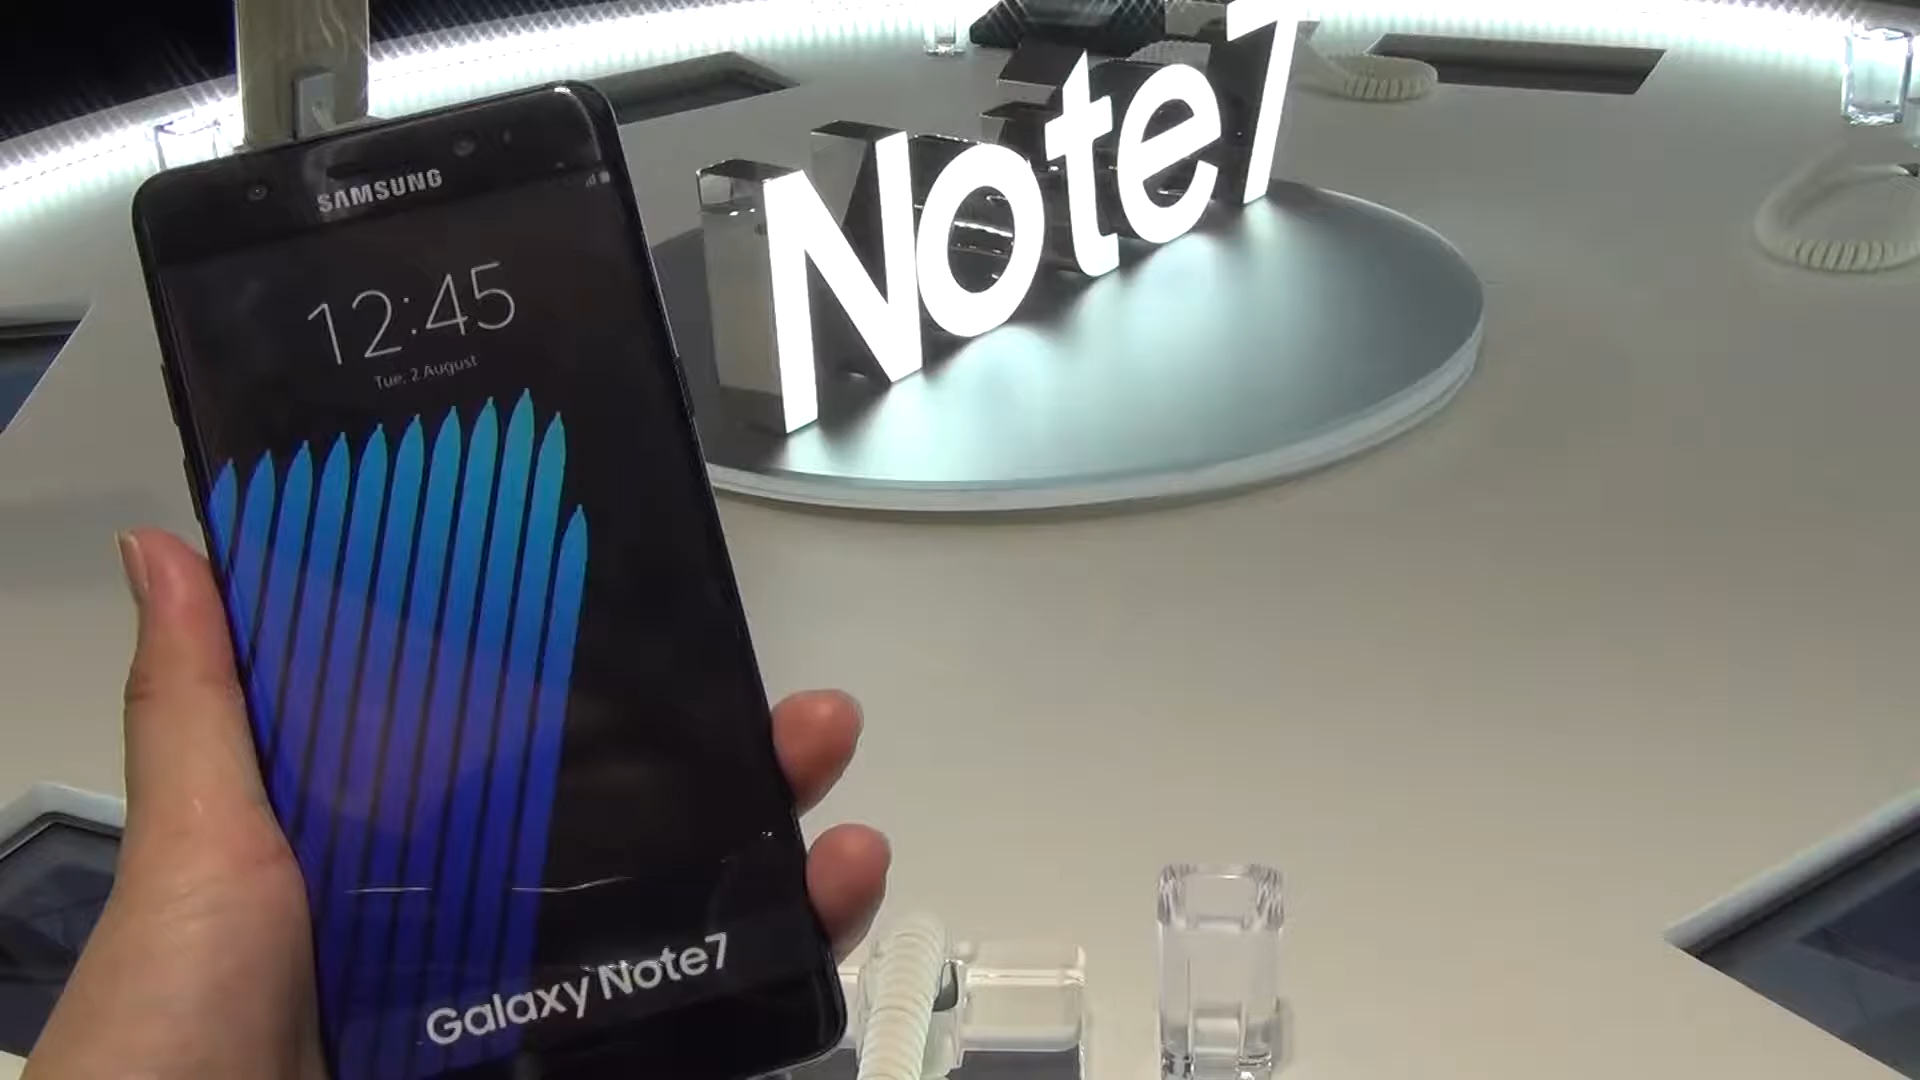 SAMSUNG
12:45
Tue, 2 August
Galaxy Note7
Note7